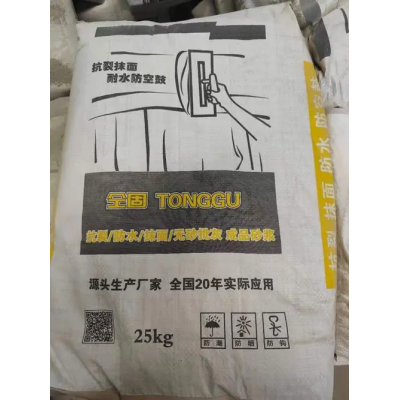 抗裂抹面
耐水防空鼓
全固 TONGGU
抗裂/防水/抹面/无砂批灰 成品砂浆
源头生产厂家 全国20年实际应用
25kg
防潮
防晒
防钩
抗裂 抹面 防水 防空鼓